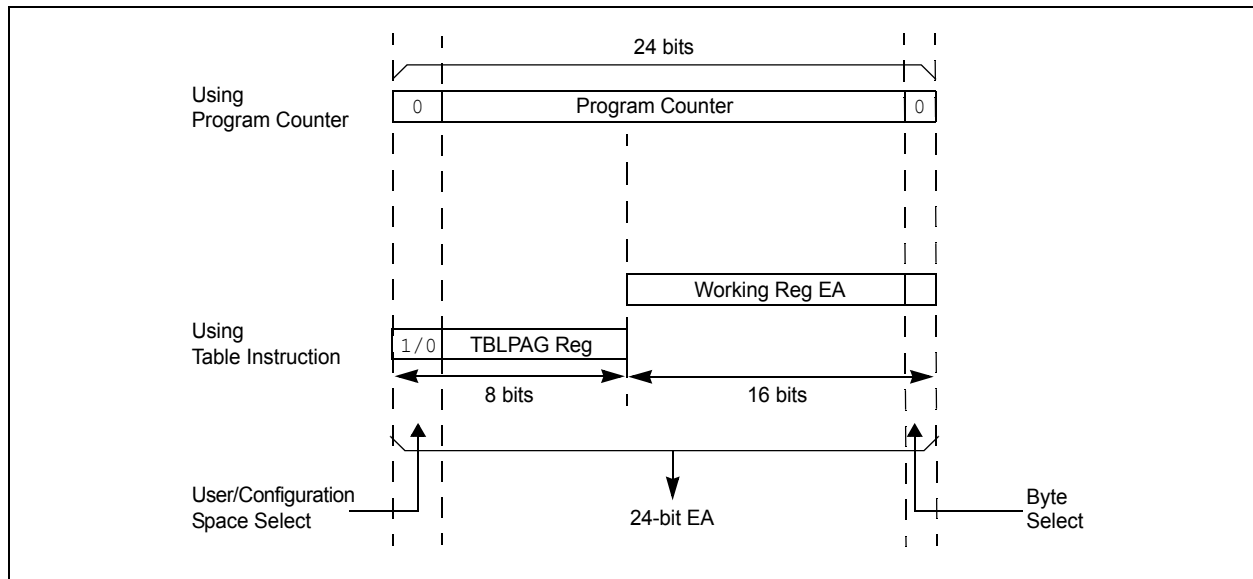 24 bits
Using
Program Counter
0
Program Counter
0
Working Reg EA
Using
Table Instruction
1/0
TBLPAG Reg
8 bits
16 bits
User/Configuration
Space Select
24-bit EA
Byte
Select